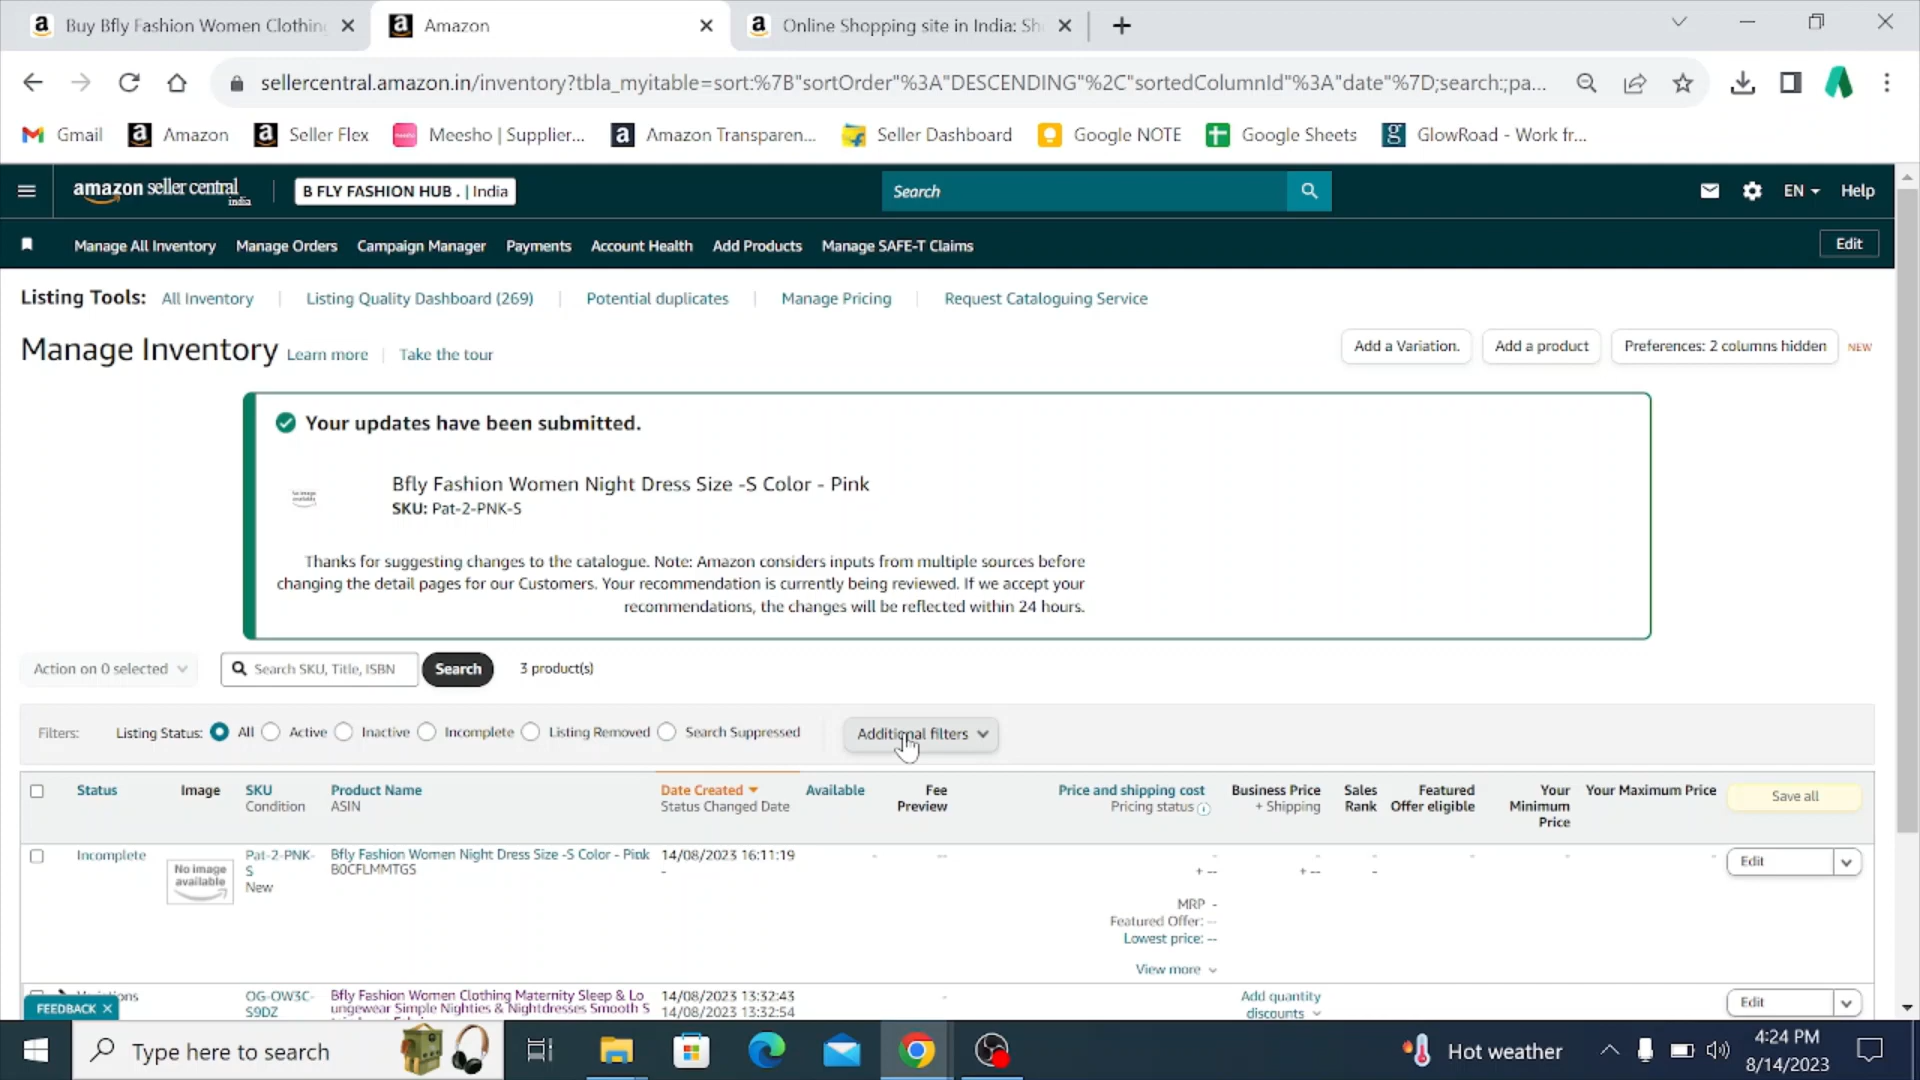 Buy Bfly Fashion Women Clothin
Amazon
Online Shopping site in India: Sh
sellercentral.amazon.in/inventory?tbla_myitable=sort:%7B"sortOrder"%3A"DESCENDING"%2C"sortedColumnId"%3A"date"%7D;search:;pa...
Gmail
Amazon
Seller Flex
Meesho | Supplier...
Amazon Transparen...
Seller Dashboard
Google NOTE
Google Sheets
GlowRoad - Work fr...
amazon seller central
india
B FLY FASHION HUB . | India
Search
EN
Help
Manage All Inventory
Manage Orders
Campaign Manager
Payments
Account Health
Add Products
Manage SAFE-T Claims
Edit
Listing Tools: All Inventory | Listing Quality Dashboard (269) | Potential duplicates | Manage Pricing | Request Cataloguing Service
Manage Inventory Learn more | Take the tour
Add a Variation.
Add a product
Preferences: 2 columns hidden
NEW
Your updates have been submitted.
No image
available
Bfly Fashion Women Night Dress Size -S Color - Pink
SKU: Pat-2-PNK-S
Thanks for suggesting changes to the catalogue. Note: Amazon considers inputs from multiple sources before
changing the detail pages for our Customers. Your recommendation is currently being reviewed. If we accept your
recommendations, the changes will be reflected within 24 hours.
Action on 0 selected
Search SKU, Title, ISBN
Search
3 product(s)
Filters: Listing Status: All Active Inactive Incomplete Listing Removed Search Suppressed
Additional filters
Status
Image
SKU
Condition
Product Name
ASIN
Date Created
Status Changed Date
Available
Fee
Preview
Price and shipping cost
Pricing status
Business Price
+ Shipping
Sales
Rank
Featured
Offer eligible
Your
Minimum
Price
Your Maximum Price
Save all
Incomplete
No image
available
Pat-2-PNK-
S
New
Bfly Fashion Women Night Dress Size -S Color - Pink
B0CFLMMTGS
14/08/2023 16:11:19
-
-
--
-
+ --
MRP -
Featured Offer: --
Lowest price: --
View more
-
+ --
-
-
-
-
-
Edit
OG-OW3C-
S9DZ
Bfly Fashion Women Clothing Maternity Sleep & Lo
ungewear Simple Nighties & Nightdresses Smooth S
14/08/2023 13:32:43
14/08/2023 13:32:54
-
Add quantity
discounts
Edit
FEEDBACK
Type here to search
Hot weather
4:24 PM
8/14/2023